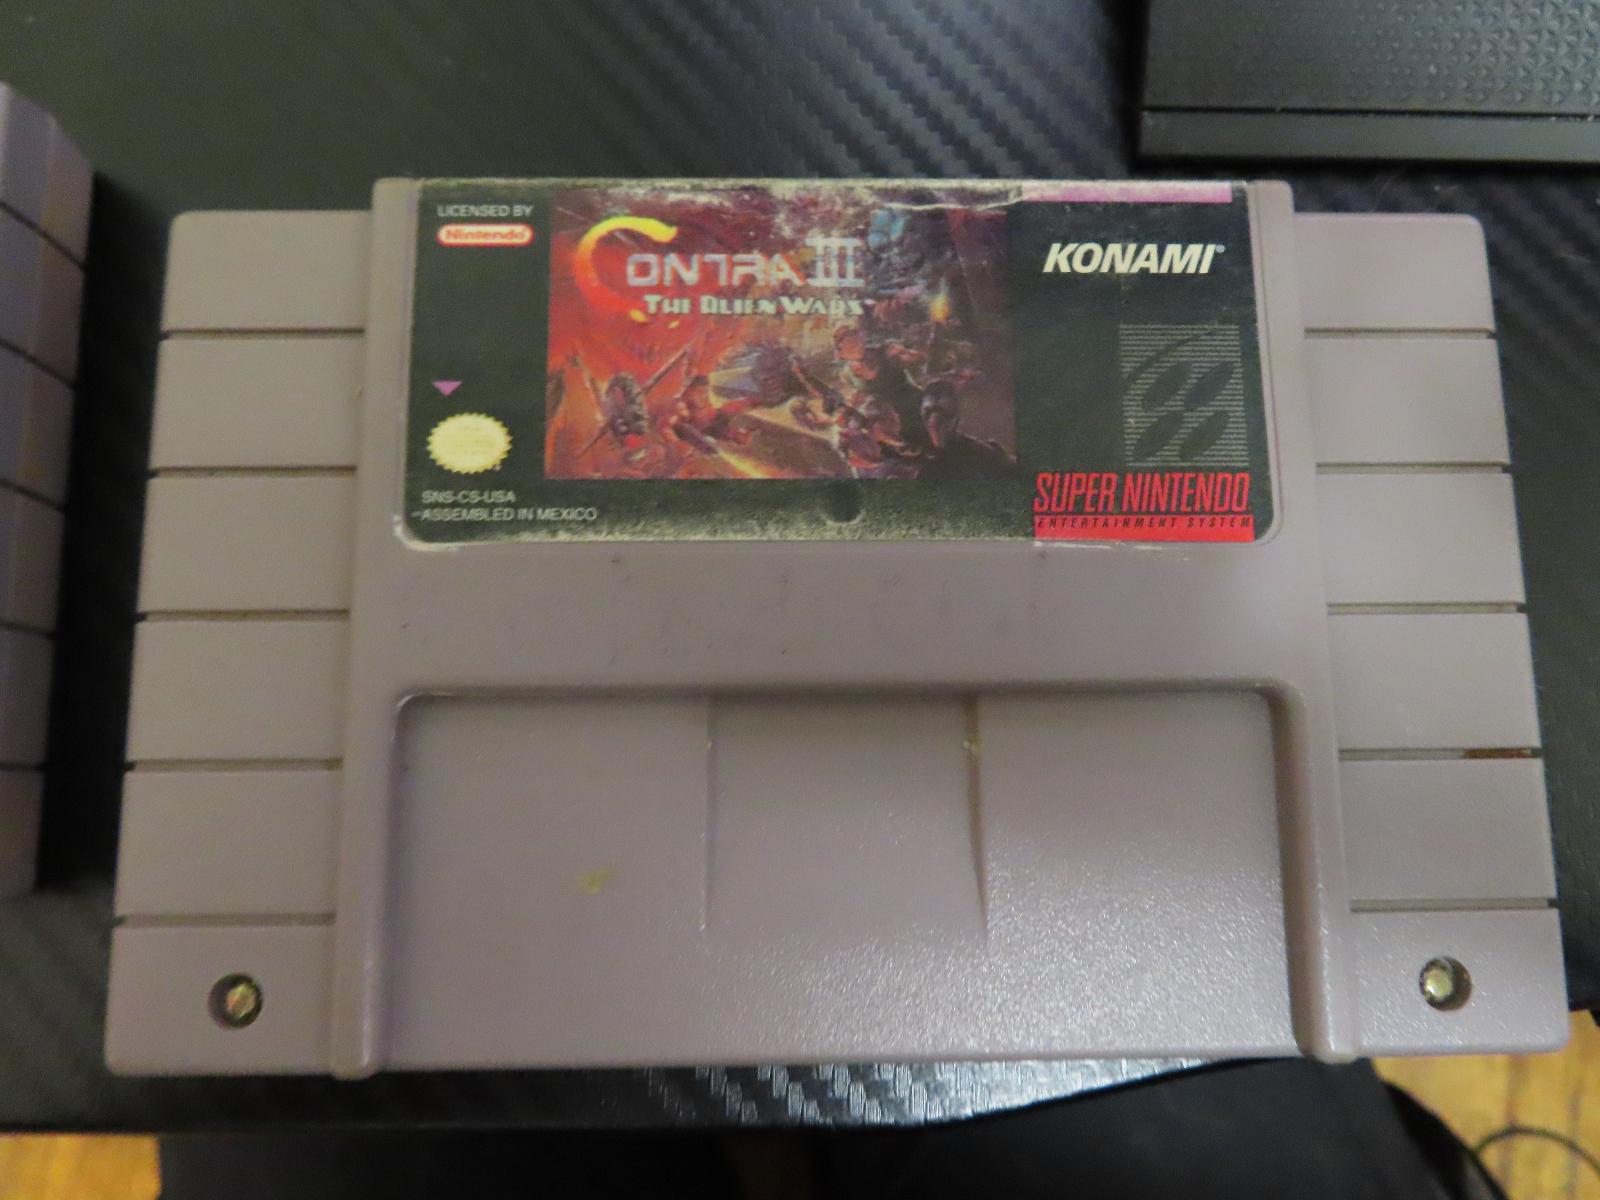 LICENSED BY
Nintendo
CONTRA III
THE ALIEN WARS
KONAMI
SNS-CS-USA
ASSEMBLED IN MEXICO
SUPER NINTENDO
ENTERTAINMENT SYSTEM